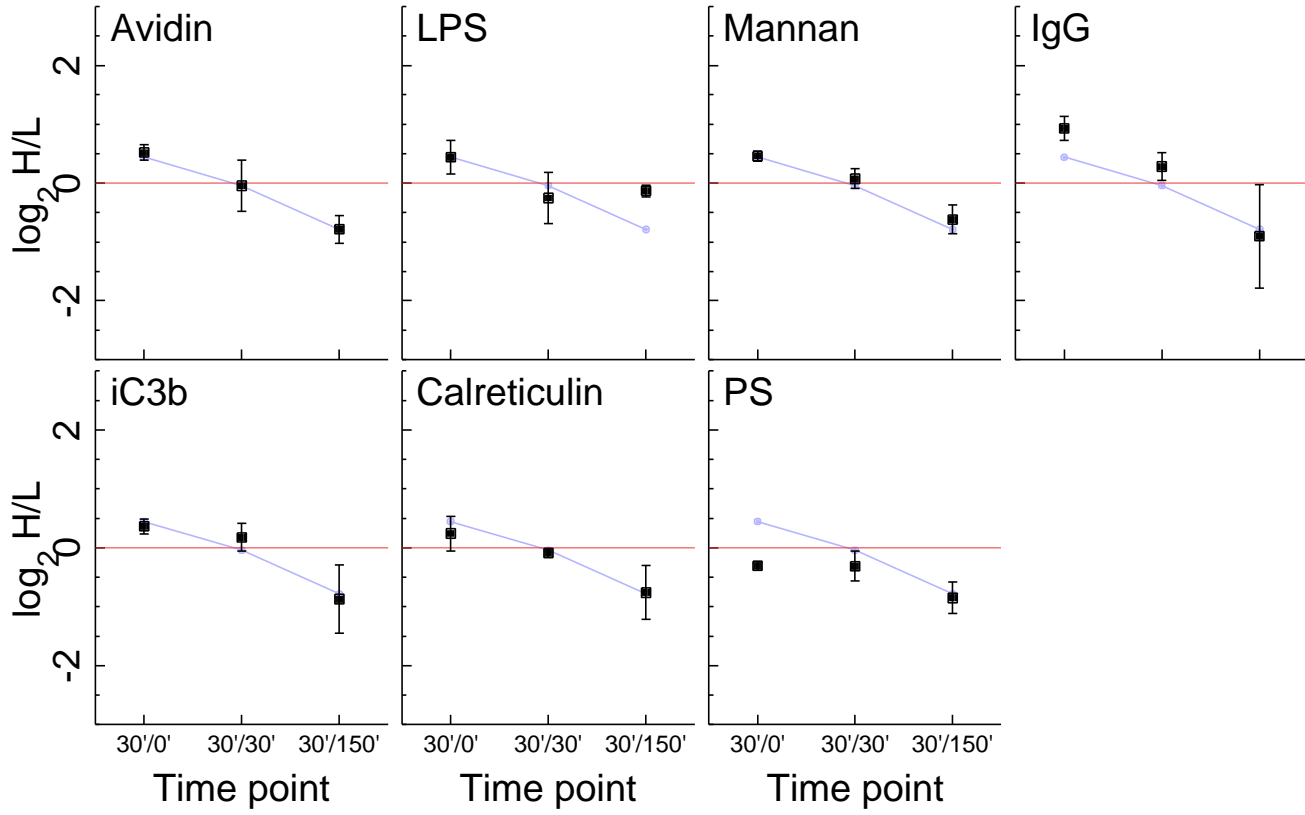 Avidin
LPS
Mannan
IgG
2
0
-2
log2 H/L
iC3b
Calreticulin
PS
2
0
-2
log2 H/L
30'/0' 30'/30' 30'/150'
30'/0' 30'/30' 30'/150'
30'/0' 30'/30' 30'/150'
Time point
Time point
Time point